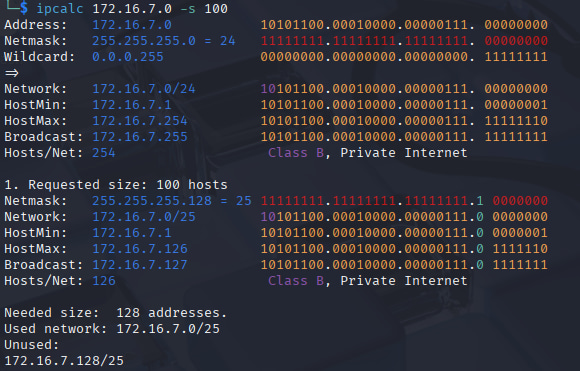 └─$ ipcalc 172.16.7.0 -s 100
Address:   172.16.7.0           10101100.00010000.00000111. 00000000
Netmask:   255.255.255.0 = 24   11111111.11111111.11111111. 00000000
Wildcard:  0.0.0.255            00000000.00000000.00000000. 11111111
=>
Network:   172.16.7.0/24        10101100.00010000.00000111. 00000000
HostMin:   172.16.7.1           10101100.00010000.00000111. 00000001
HostMax:   172.16.7.254         10101100.00010000.00000111. 11111110
Broadcast: 172.16.7.255         10101100.00010000.00000111. 11111111
Hosts/Net: 254                   Class B, Private Internet

1. Requested size: 100 hosts
Netmask:   255.255.255.128 = 25 11111111.11111111.11111111.1 0000000
Network:   172.16.7.0/25        10101100.00010000.00000111.0 0000000
HostMin:   172.16.7.1           10101100.00010000.00000111.0 0000001
HostMax:   172.16.7.126         10101100.00010000.00000111.0 1111110
Broadcast: 172.16.7.127         10101100.00010000.00000111.0 1111111
Hosts/Net: 126                   Class B, Private Internet

Needed size:  128 addresses.
Used network: 172.16.7.0/25
Unused:
172.16.7.128/25